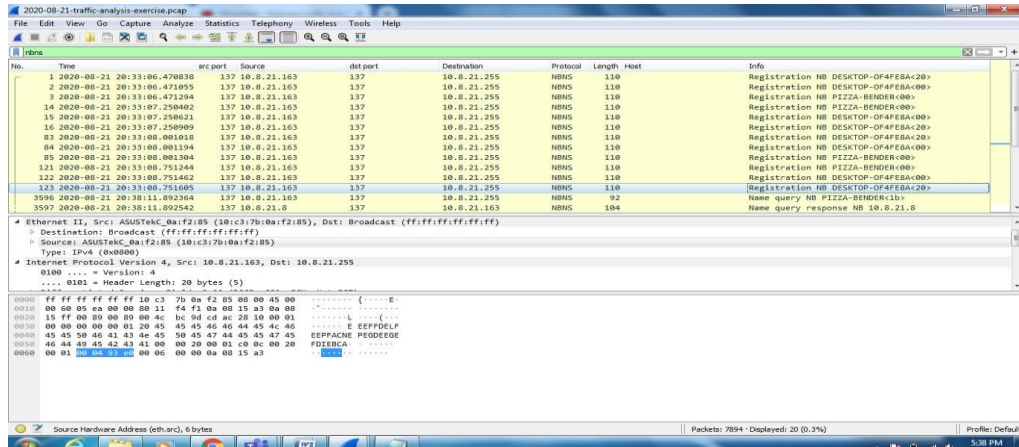 2020-08-21-traffic-analysis-exercise.pcap
File Edit View Go Capture Analyze Statistics Telephony Wireless Tools Help
nbns
No. Time src port Source dst port Destination Protocol Length Host Info
1 2020-08-21 20:33:06.470838 137 10.8.21.163 137 10.8.21.255 NBNS 110 Registration NB DESKTOP-OF4FE8A<20>
2 2020-08-21 20:33:06.471055 137 10.8.21.163 137 10.8.21.255 NBNS 110 Registration NB DESKTOP-OF4FE8A<00>
3 2020-08-21 20:33:06.471294 137 10.8.21.163 137 10.8.21.255 NBNS 110 Registration NB PIZZA-BENDER<00>
14 2020-08-21 20:33:07.250402 137 10.8.21.163 137 10.8.21.255 NBNS 110 Registration NB PIZZA-BENDER<00>
15 2020-08-21 20:33:07.250621 137 10.8.21.163 137 10.8.21.255 NBNS 110 Registration NB DESKTOP-OF4FE8A<00>
16 2020-08-21 20:33:07.250909 137 10.8.21.163 137 10.8.21.255 NBNS 110 Registration NB DESKTOP-OF4FE8A<20>
83 2020-08-21 20:33:08.001018 137 10.8.21.163 137 10.8.21.255 NBNS 110 Registration NB DESKTOP-OF4FE8A<20>
84 2020-08-21 20:33:08.001194 137 10.8.21.163 137 10.8.21.255 NBNS 110 Registration NB DESKTOP-OF4FE8A<00>
85 2020-08-21 20:33:08.001304 137 10.8.21.163 137 10.8.21.255 NBNS 110 Registration NB PIZZA-BENDER<00>
121 2020-08-21 20:33:08.751244 137 10.8.21.163 137 10.8.21.255 NBNS 110 Registration NB PIZZA-BENDER<00>
122 2020-08-21 20:33:08.751462 137 10.8.21.163 137 10.8.21.255 NBNS 110 Registration NB DESKTOP-OF4FE8A<00>
123 2020-08-21 20:33:08.751605 137 10.8.21.163 137 10.8.21.255 NBNS 110 Registration NB DESKTOP-OF4FE8A<20>
3596 2020-08-21 20:38:11.892364 137 10.8.21.163 137 10.8.21.255 NBNS 92 Name query NB PIZZA-BENDER<1b>
3597 2020-08-21 20:38:11.892542 137 10.8.21.8 137 10.8.21.163 NBNS 104 Name query response NB 10.8.21.8
Ethernet II, Src: ASUSTekC_0a:f2:85 (10:c3:7b:0a:f2:85), Dst: Broadcast (ff:ff:ff:ff:ff:ff)
Destination: Broadcast (ff:ff:ff:ff:ff:ff)
Source: ASUSTekC_0a:f2:85 (10:c3:7b:0a:f2:85)
Type: IPv4 (0x0800)
Internet Protocol Version 4, Src: 10.8.21.163, Dst: 10.8.21.255
0100 .... = Version: 4
.... 0101 = Header Length: 20 bytes (5)
0000 ff ff ff ff ff ff 10 c3 7b 0a f2 85 08 00 45 00 ········ {·····E·
0010 00 60 05 ea 00 00 80 11 f4 f1 0a 08 15 a3 0a 08
0020 15 ff 00 89 00 89 00 4c bc 9d cd ac 28 10 00 01 ·······L ····(···
0030 00 00 00 00 00 01 20 45 45 45 46 46 44 45 4c 46 ······ E EEFFDELF
0040 45 45 50 46 41 43 4e 45 50 45 47 44 45 45 47 45 EEPFACNE PEGDEEGE
0050 46 44 49 45 42 43 41 00 00 20 00 01 c0 0c 00 20 FDIEBCA· · ·····
0060 00 01 00 04 93 e0 00 06 00 00 0a 08 15 a3 ········ ······
Source Hardware Address (eth.src), 6 bytes
Packets: 7894 · Displayed: 20 (0.3%)
Profile: Defaul
5:38 PM